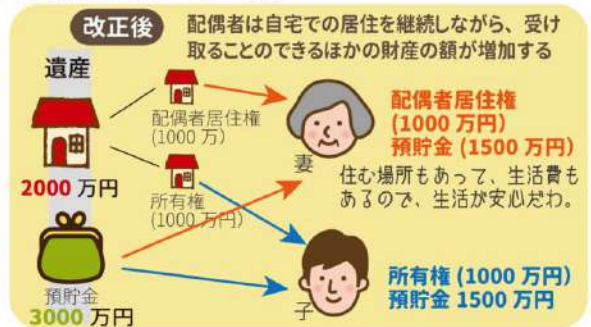 改正後
配偶者は自宅での居住を継続しながら、受け
取ることのできるほかの財産の額が増加する
遺産
2000 万円
配偶者居住権
(1000 万)
所有権
(1000 万円)
預貯金
3000 万円
妻
配偶者居住権
(1000 万円)
預貯金 (1500 万円)
住む場所もあって、生活費も
あるので、生活が安心だわ。
子
所有権 (1000 万円)
預貯金 1500 万円